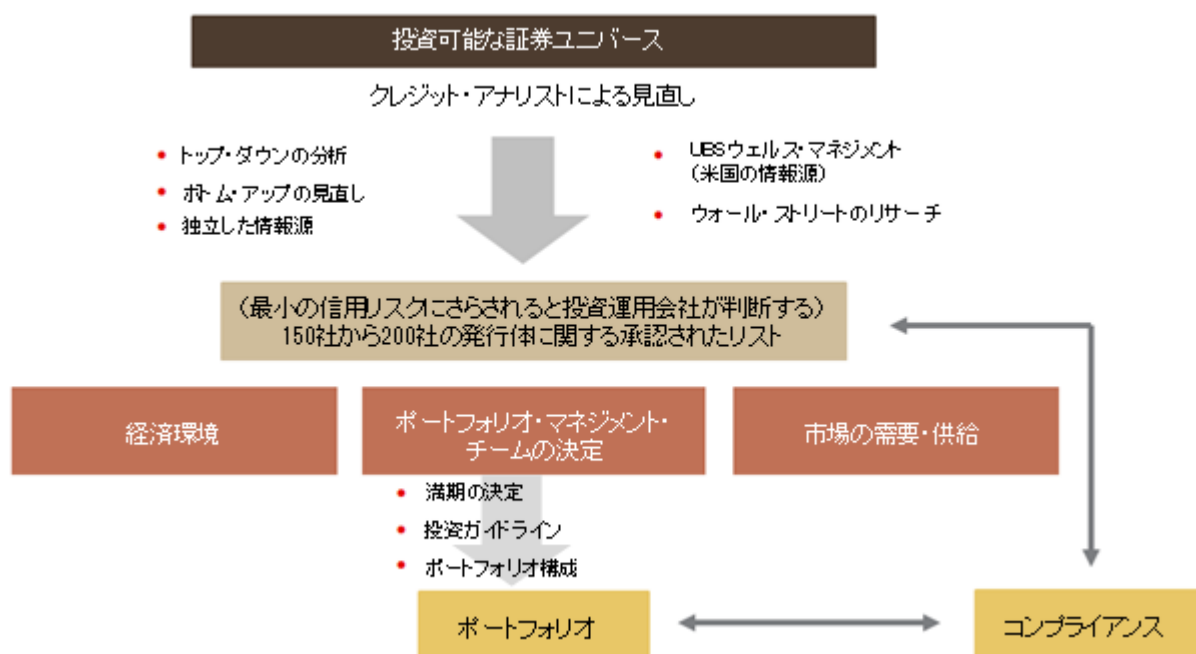 投資可能な証券ユニバース
クレジット・アナリストによる見直し
• トップ・ダウンの分析
• ボトム・アップの見直し
• 独立した情報源
• UBSウェルス・マネジメント
(米国の情報源)
• ウォール・ストリートのリサーチ
(最小の信用リスクにさらされると投資運用会社が判断する)
150社から200社の発行体に関する承認されたリスト
経済環境
ポートフォリオ・マネジメント・
チームの決定
市場の需要・供給
• 満期の決定
• 投資ガイドライン
• ポートフォリオ構成
ポートフォリオ
コンプライアンス